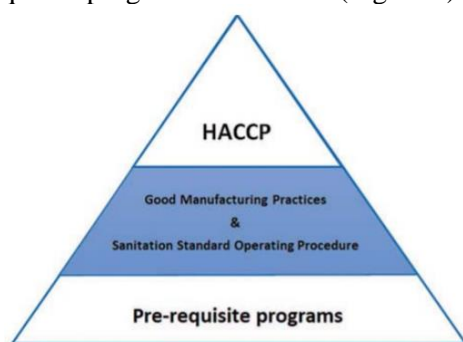 HACCP
Good Manufacturing Practices
&
Sanitation Standard Operating Procedure
Pre-requisite programs